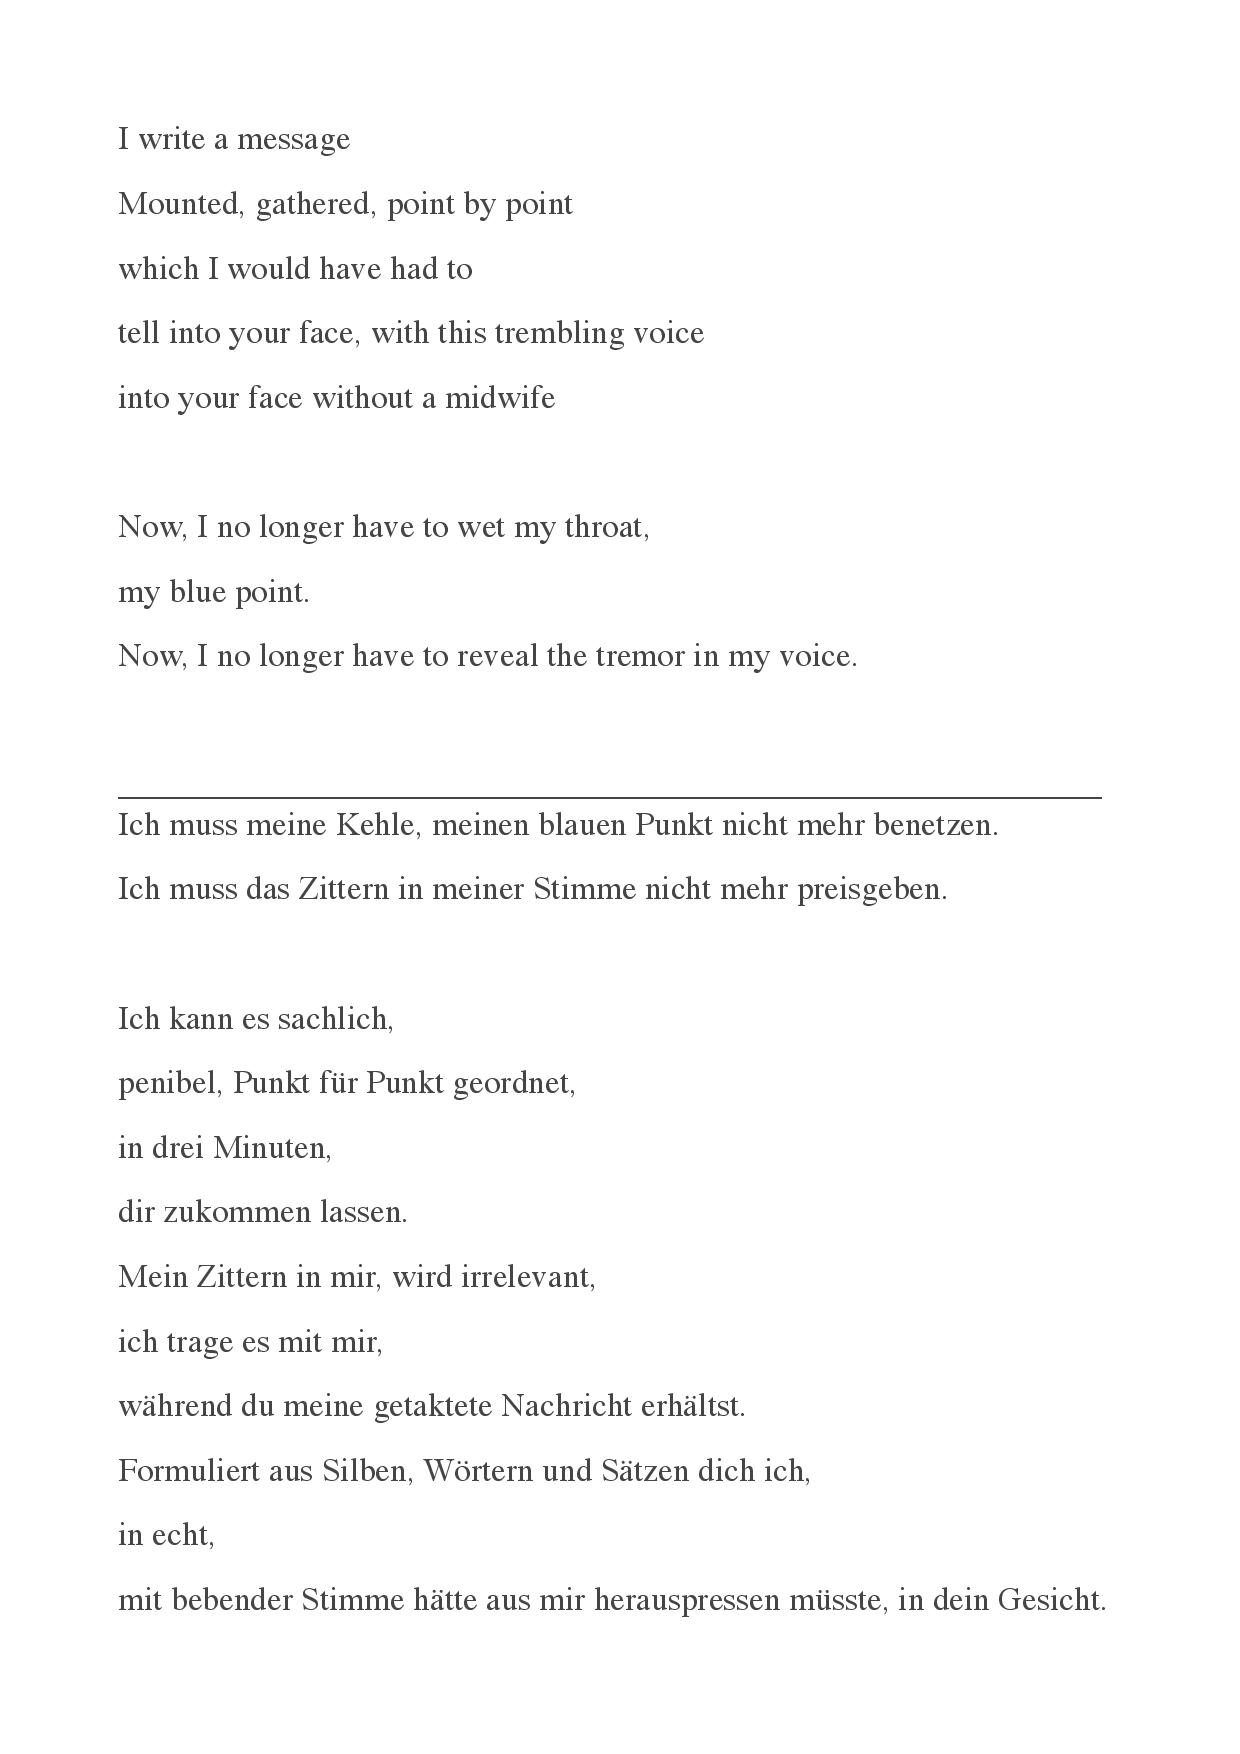 I write a message
Mounted, gathered, point by point
which I would have had to
tell into your face, with this trembling voice
into your face without a midwife
Now, I no longer have to wet my throat,
my blue point.
Now, I no longer have to reveal the tremor in my voice.
Ich muss meine Kehle, meinen blauen Punkt nicht mehr benetzen.
Ich muss das Zittern in meiner Stimme nicht mehr preisgeben.
Ich kann es sachlich,
penibel, Punkt für Punkt geordnet,
in drei Minuten,
dir zukommen lassen.
Mein Zittern in mir, wird irrelevant,
ich trage es mit mir,
während du meine getaktete Nachricht erhältst.
Formuliert aus Silben, Wörtern und Sätzen dich ich,
in echt,
mit bebender Stimme hätte aus mir herauspressen müsste, in dein Gesicht.